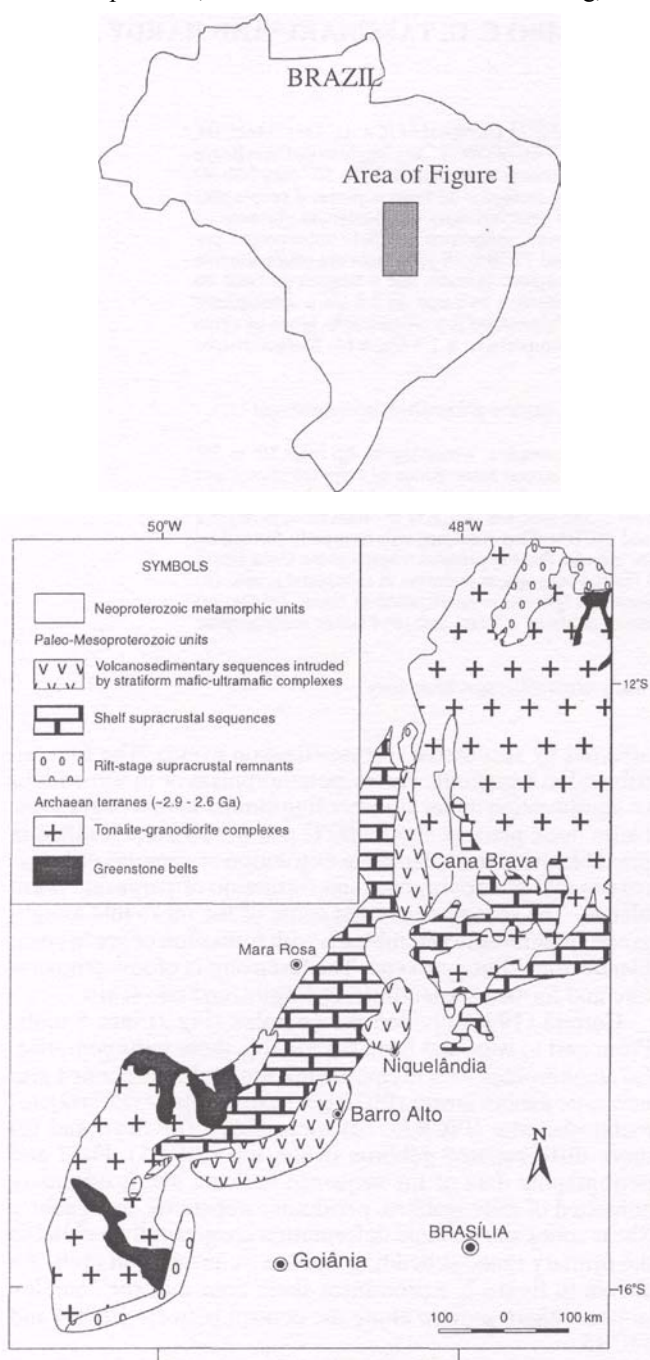 BRAZIL
Area of Figure 1
50°W
48°W
SYMBOLS
Neoproterozoic metamorphic units
Paleo-Mesoproterozoic units
Volcanosedimentary sequences intruded
by stratiform mafic-ultramafic complexes
Shelf supracrustal sequences
Rift-stage supracrustal remnants
Archaean terranes (~2.9 - 2.6 Ga)
Tonalite-granodiorite complexes
Greenstone belts
12°S
Cana Brava
Mara Rosa
Niquelândia
Barro Alto
N
BRASÍLIA
Goiânia
16°S
100 0 100 km